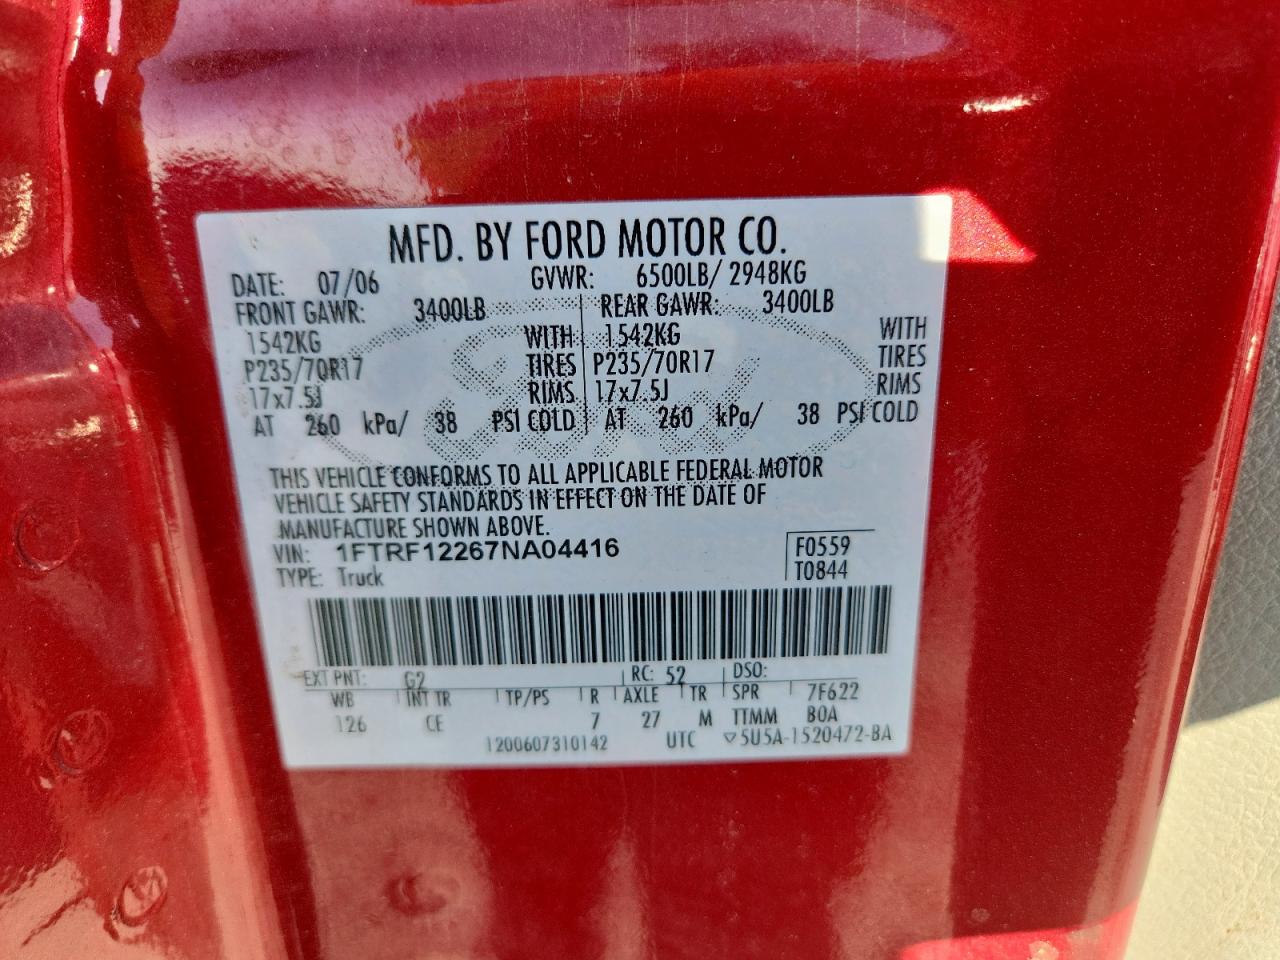 MFD. BY FORD MOTOR CO.
DATE: 07/06 GVWR: 6500LB/ 2948KG
FRONT GAWR: 3400LB REAR GAWR: 3400LB
1542KG WITH 1542KG WITH
P235/70R17 TIRES P235/70R17 TIRES
17x7.5J RIMS 17x7.5J RIMS
AT 260 kPa/ 38 PSI COLD AT 260 kPa/ 38 PSI COLD
THIS VEHICLE CONFORMS TO ALL APPLICABLE FEDERAL MOTOR
VEHICLE SAFETY STANDARDS IN EFFECT ON THE DATE OF
MANUFACTURE SHOWN ABOVE.
VIN: 1FTRF12267NA04416 F0559
TYPE: Truck T0844
EXT PNT: G2 RC: 52 DSO:
WB INT TR TP/PS R AXLE TR SPR 7F622
126 CE 7 27 M TTMM BOA
1200607310142 UTC ▽5U5A-1520472-BA